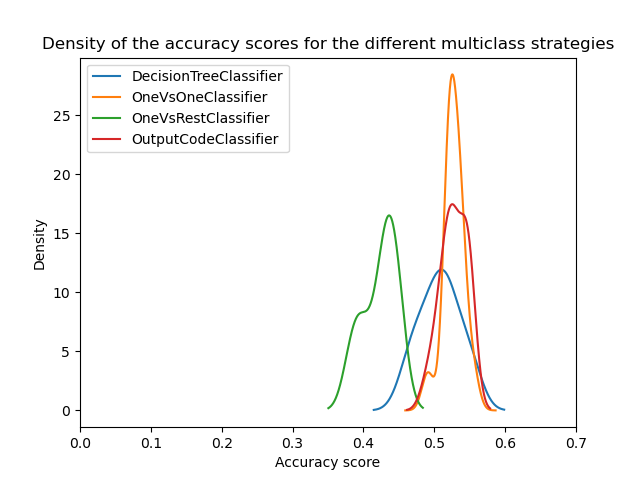 Density of the accuracy scores for the different multiclass strategies
DecisionTreeClassifier
OneVsOneClassifier
OneVsRestClassifier
OutputCodeClassifier
25
20
15
10
5
0
Density
0.0 0.1 0.2 0.3 0.4 0.5 0.6 0.7
Accuracy score